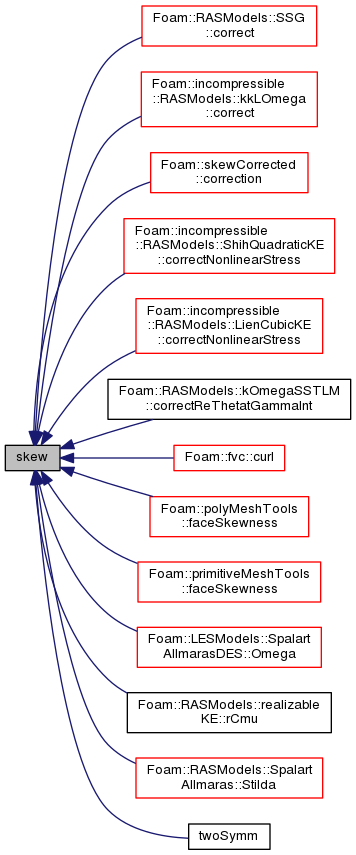 Foam::RASModels::SSG
::correct
Foam::incompressible
::RASModels::kkLOmega
::correct
Foam::skewCorrected
::correction
Foam::incompressible
::RASModels::ShihQuadraticKE
::correctNonlinearStress
Foam::incompressible
::RASModels::LienCubicKE
::correctNonlinearStress
Foam::RASModels::kOmegaSSTLM
::correctReThetatGammaInt
skew
Foam::fvc::curl
Foam::polyMeshTools
::faceSkewness
Foam::primitiveMeshTools
::faceSkewness
Foam::LESModels::Spalart
AllmarasDES::Omega
Foam::RASModels::realizable
KE::rCmu
Foam::RASModels::Spalart
Allmaras::Stilda
twoSymm